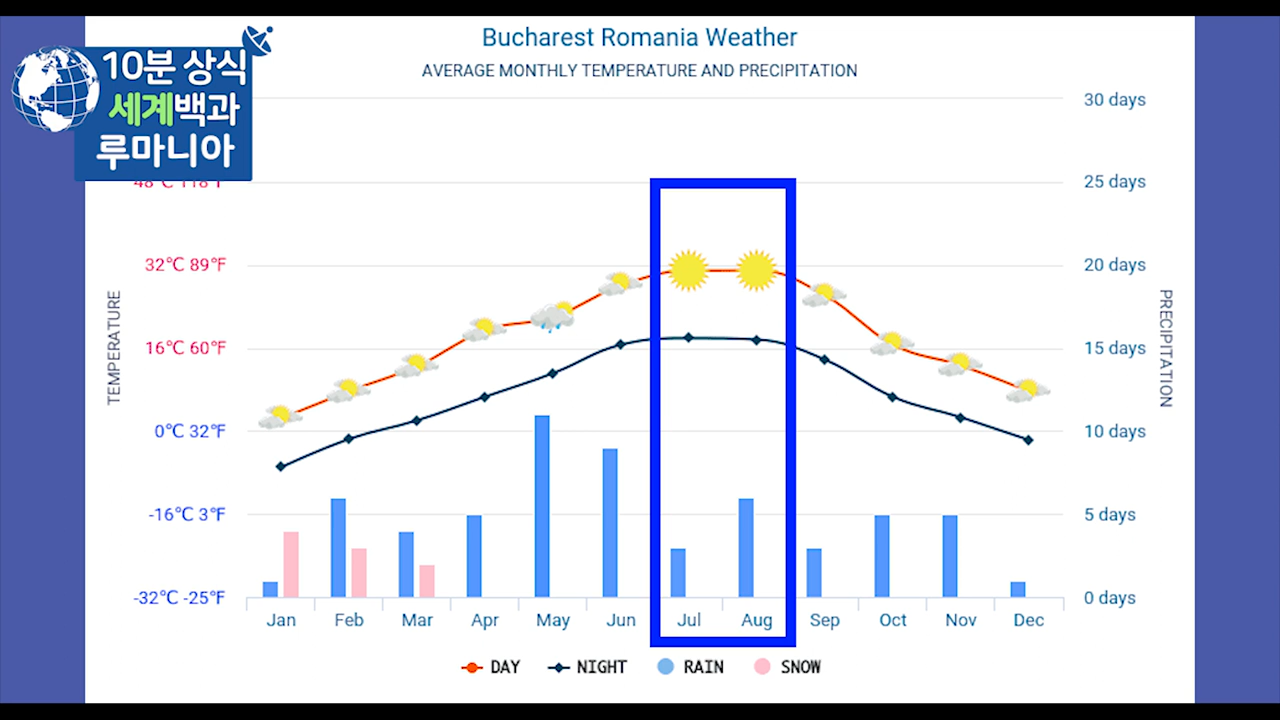 Bucharest Romania Weather
AVERAGE MONTHLY TEMPERATURE AND PRECIPITATION
10분 상식
세계백과
루마니아
30 days
48°C 118°F
25 days
32°C 89°F
20 days
16°C 60°F
15 days
0°C 32°F
10 days
-16°C 3°F
5 days
-32°C -25°F
0 days
TEMPERATURE
PRECIPITATION
Jan Feb Mar Apr May Jun Jul Aug Sep Oct Nov Dec
DAY NIGHT RAIN SNOW